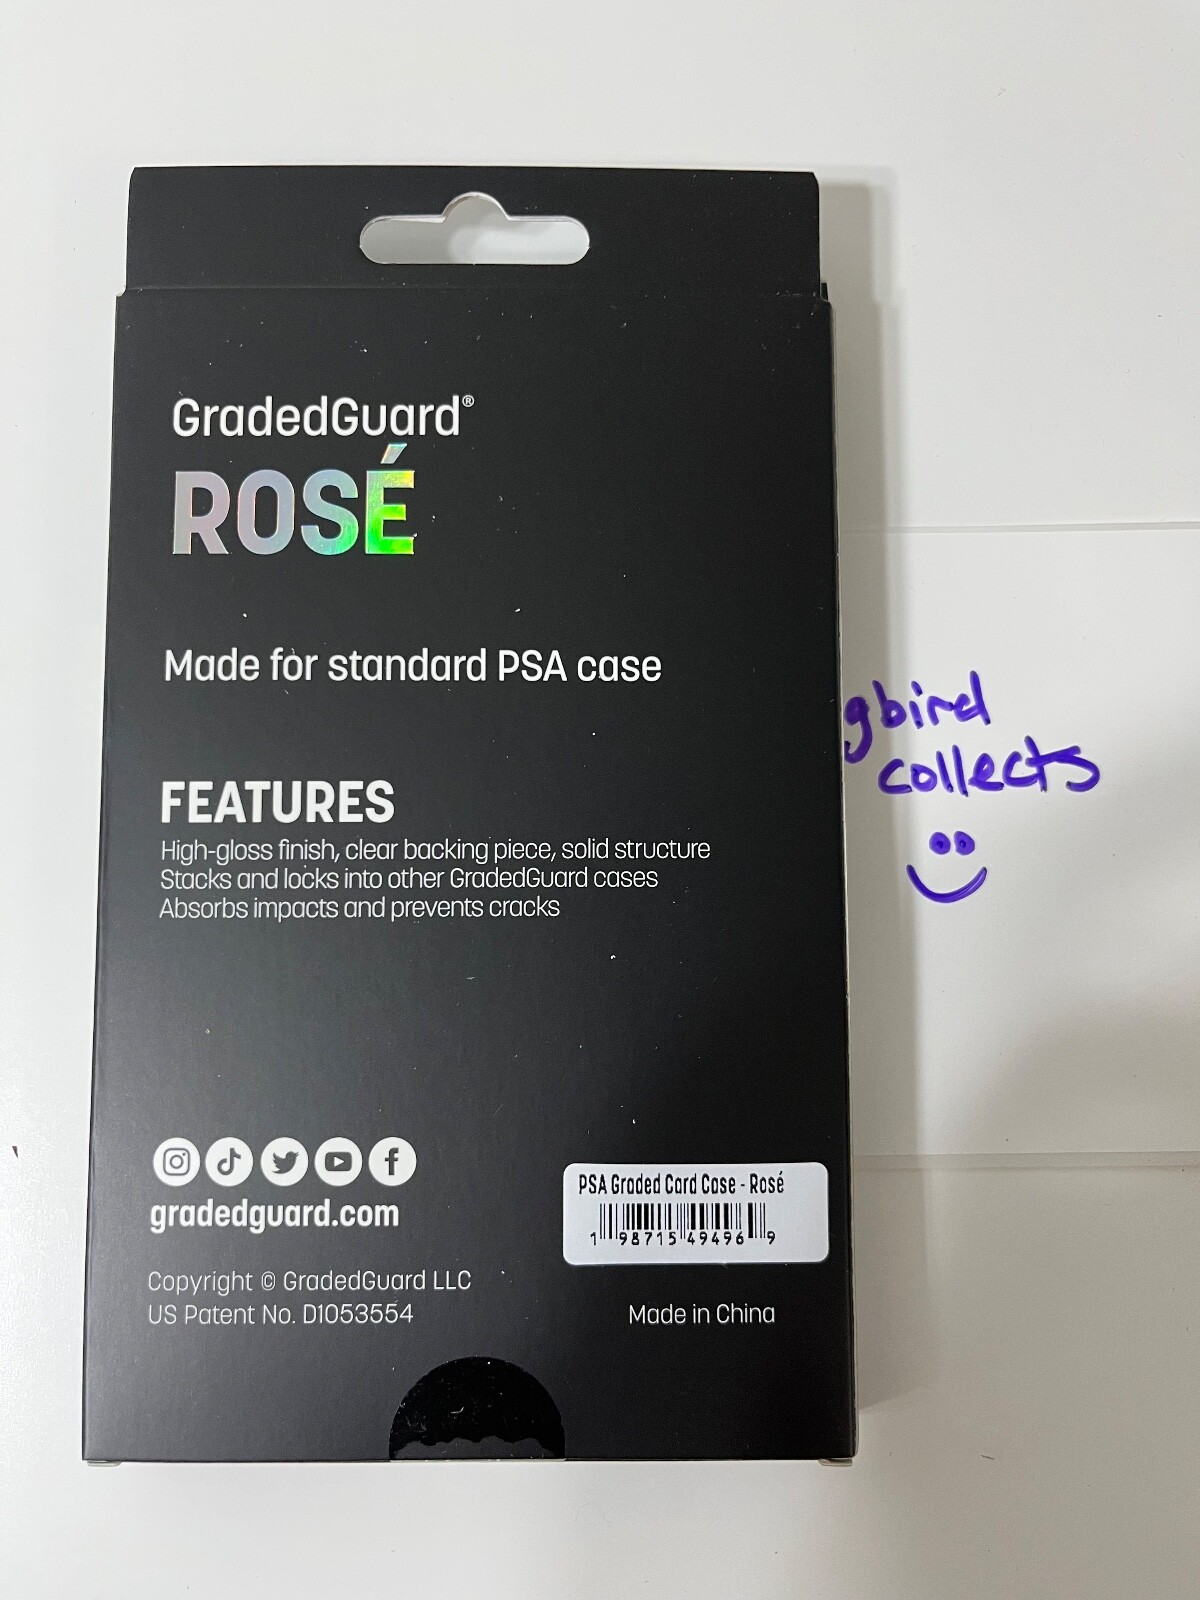 GradedGuard®
ROSÉ
Made for standard PSA case
gbird
collects
FEATURES
High-gloss finish, clear backing piece, solid structure
Stacks and locks into other GradedGuard cases
Absorbs impacts and prevents cracks
gradedguard.com
PSA Graded Card Case - Rosé
1 98715 49496 9
Copyright © GradedGuard LLC
US Patent No. D1053554
Made in China